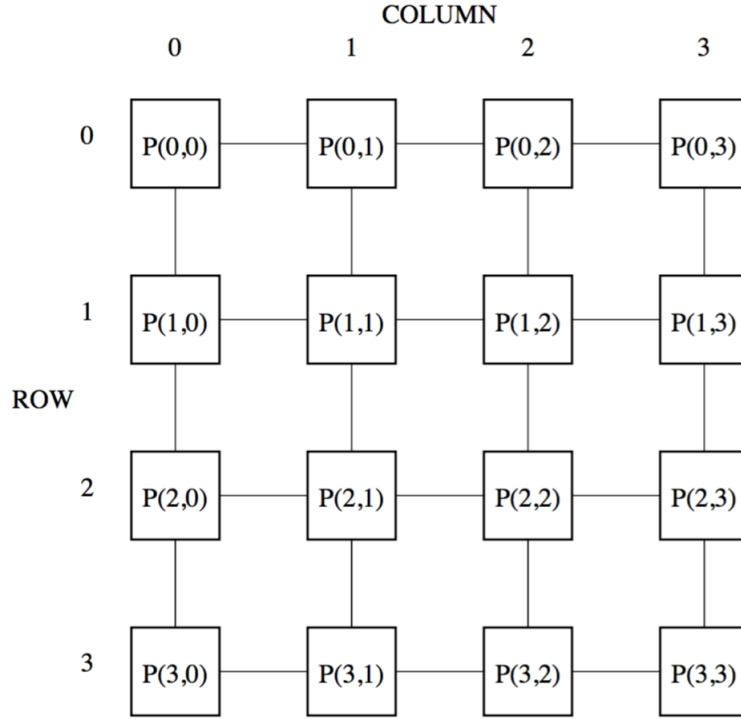 COLUMN
0 1 2 3
0 P(0,0) P(0,1) P(0,2) P(0,3)
1 P(1,0) P(1,1) P(1,2) P(1,3)
ROW
2 P(2,0) P(2,1) P(2,2) P(2,3)
3 P(3,0) P(3,1) P(3,2) P(3,3)